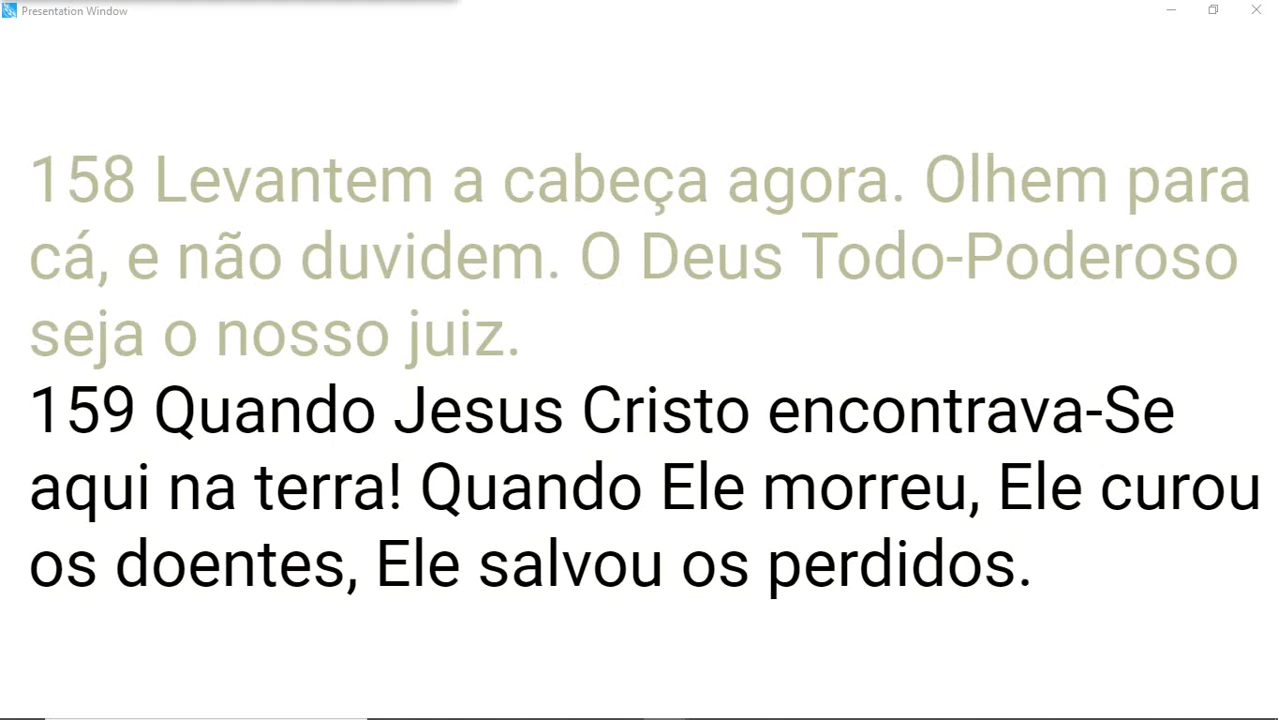 Presentation Window
158 Levantem a cabeça agora. Olhem para
cá, e não duvidem. O Deus Todo-Poderoso
seja o nosso juiz.
159 Quando Jesus Cristo encontrava-Se
aqui na terra! Quando Ele morreu, Ele curou
os doentes, Ele salvou os perdidos.